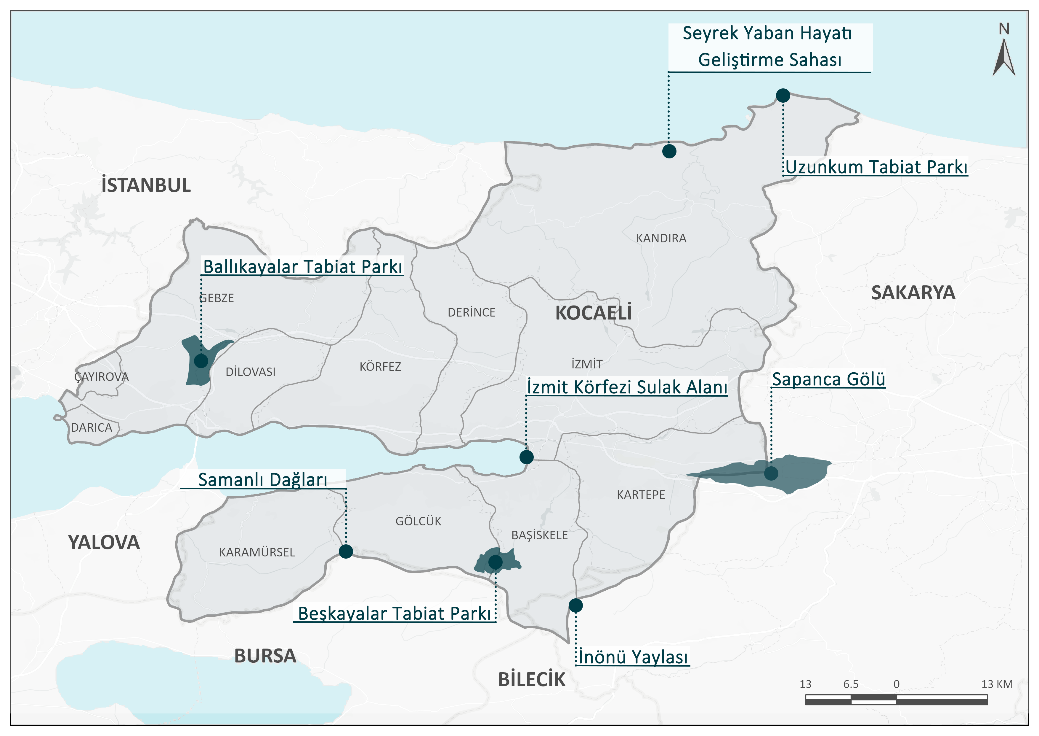 Seyrek Yaban Hayatı
Geliştirme Sahası
N
Uzunkum Tabiat Parkı
İSTANBUL
KANDIRA
Ballıkayalar Tabiat Parkı
GEBZE
SAKARYA
DERİNCE
KOCAELİ
ÇAYIROVA
DİLOVASI
KÖRFEZ
İZMİT
İzmit Körfezi Sulak Alanı
Sapanca Gölü
DARICA
Samanlı Dağları
KARTEPE
GÖLCÜK
BAŞİSKELE
YALOVA
KARAMÜRSEL
Beşkayalar Tabiat Parkı
BURSA
İnönü Yaylası
BİLECİK
13 6.5 0 13 KM